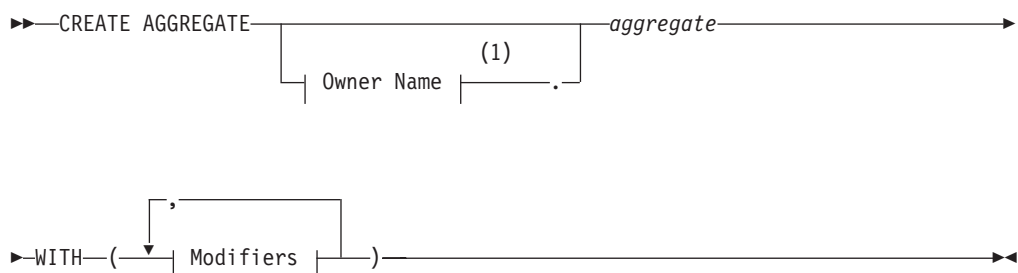 CREATE AGGREGATE aggregate
(1)
Owner Name .
,
WITH ( Modifiers )